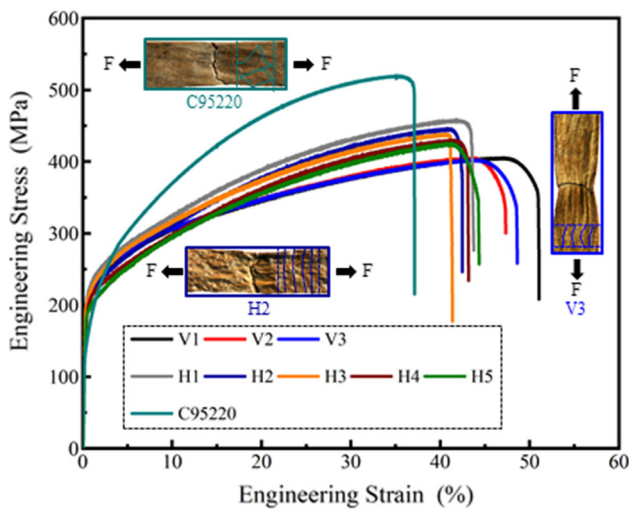 600
500
400
300
200
100
0
Engineering Stress (MPa)
F F
C95220
F
F
V3
F F
H2
V1 V2 V3
H1 H2 H3 H4 H5
C95220
0 10 20 30 40 50 60
Engineering Strain (%)